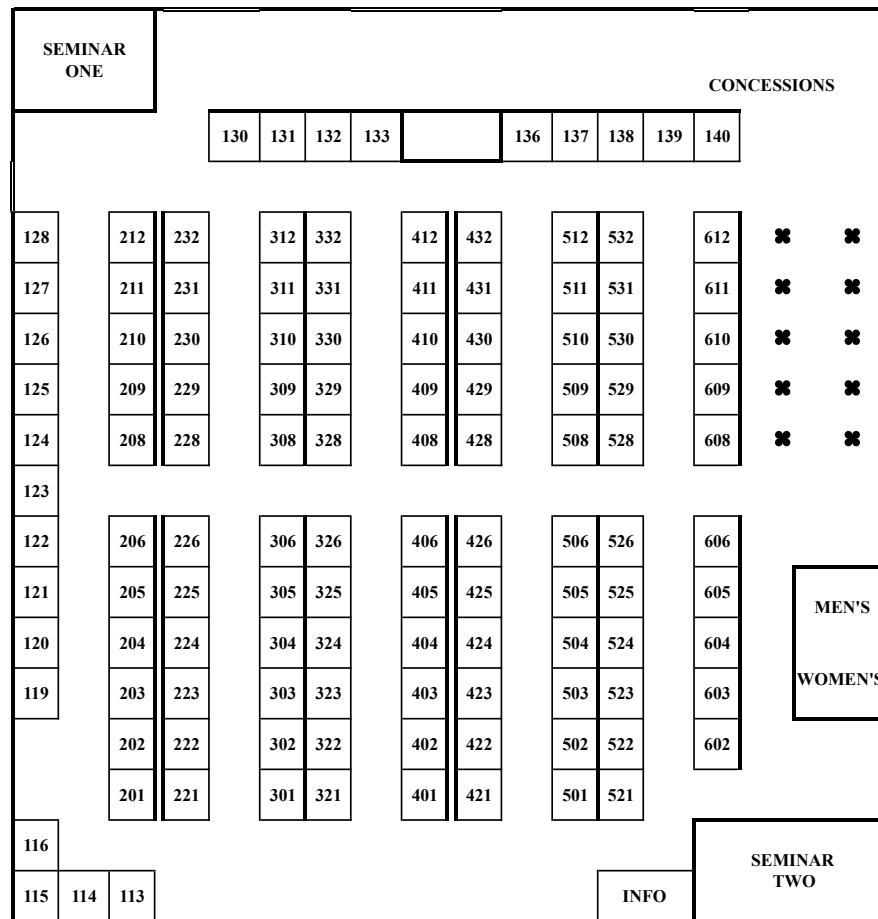 SEMINAR
ONE
CONCESSIONS
130 131 132 133 136 137 138 139 140
128 212 232 312 332 412 432 512 532 612
127 211 231 311 331 411 431 511 531 611
126 210 230 310 330 410 430 510 530 610
125 209 229 309 329 409 429 509 529 609
124 208 228 308 328 408 428 508 528 608
123
122 206 226 306 326 406 426 506 526 606
121 205 225 305 325 405 425 505 525 605
MEN'S
120 204 224 304 324 404 424 504 524 604
119 203 223 303 323 403 423 503 523 603 WOMEN'S
202 222 302 322 402 422 502 522 602
201 221 301 321 401 421 501 521
116
SEMINAR
TWO
115 114 113 INFO